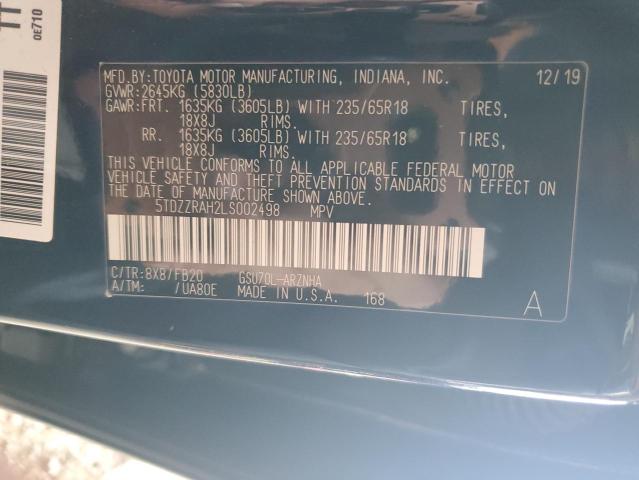 TT
0E710
MFD.BY:TOYOTA MOTOR MANUFACTURING, INDIANA, INC. 12/19
GVWR:2645KG (5830LB)
GAWR:FRT. 1635KG (3605LB) WITH 235/65R18 TIRES,
18X8J RIMS.
RR. 1635KG (3605LB) WITH 235/65R18 TIRES,
18X8J RIMS.
THIS VEHICLE CONFORMS TO ALL APPLICABLE FEDERAL MOTOR
VEHICLE SAFETY AND THEFT PREVENTION STANDARDS IN EFFECT ON
THE DATE OF MANUFACTURE SHOWN ABOVE.
5TDZZRAH2LS002498 MPV
C/TR:8X8/FB20 GSU70L-ARZNHA
A/TM: /UA80E MADE IN U.S.A. 168 A